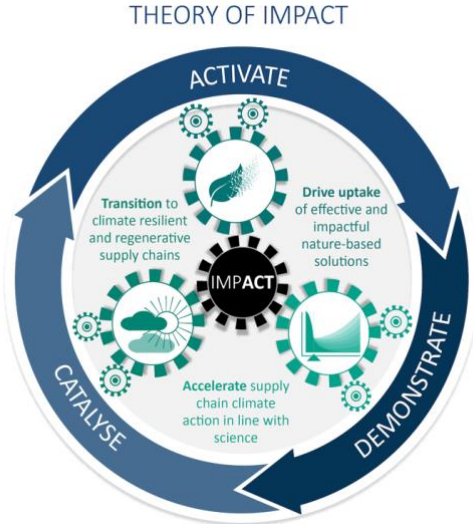 THEORY OF IMPACT
ACTIVATE
Transition to
climate resilient
and regenerative
supply chains
Drive uptake
of effective and
impactful
nature-based
solutions
IMPACT
Accelerate supply
chain climate
action in line with
science
CATALYSE
DEMONSTRATE